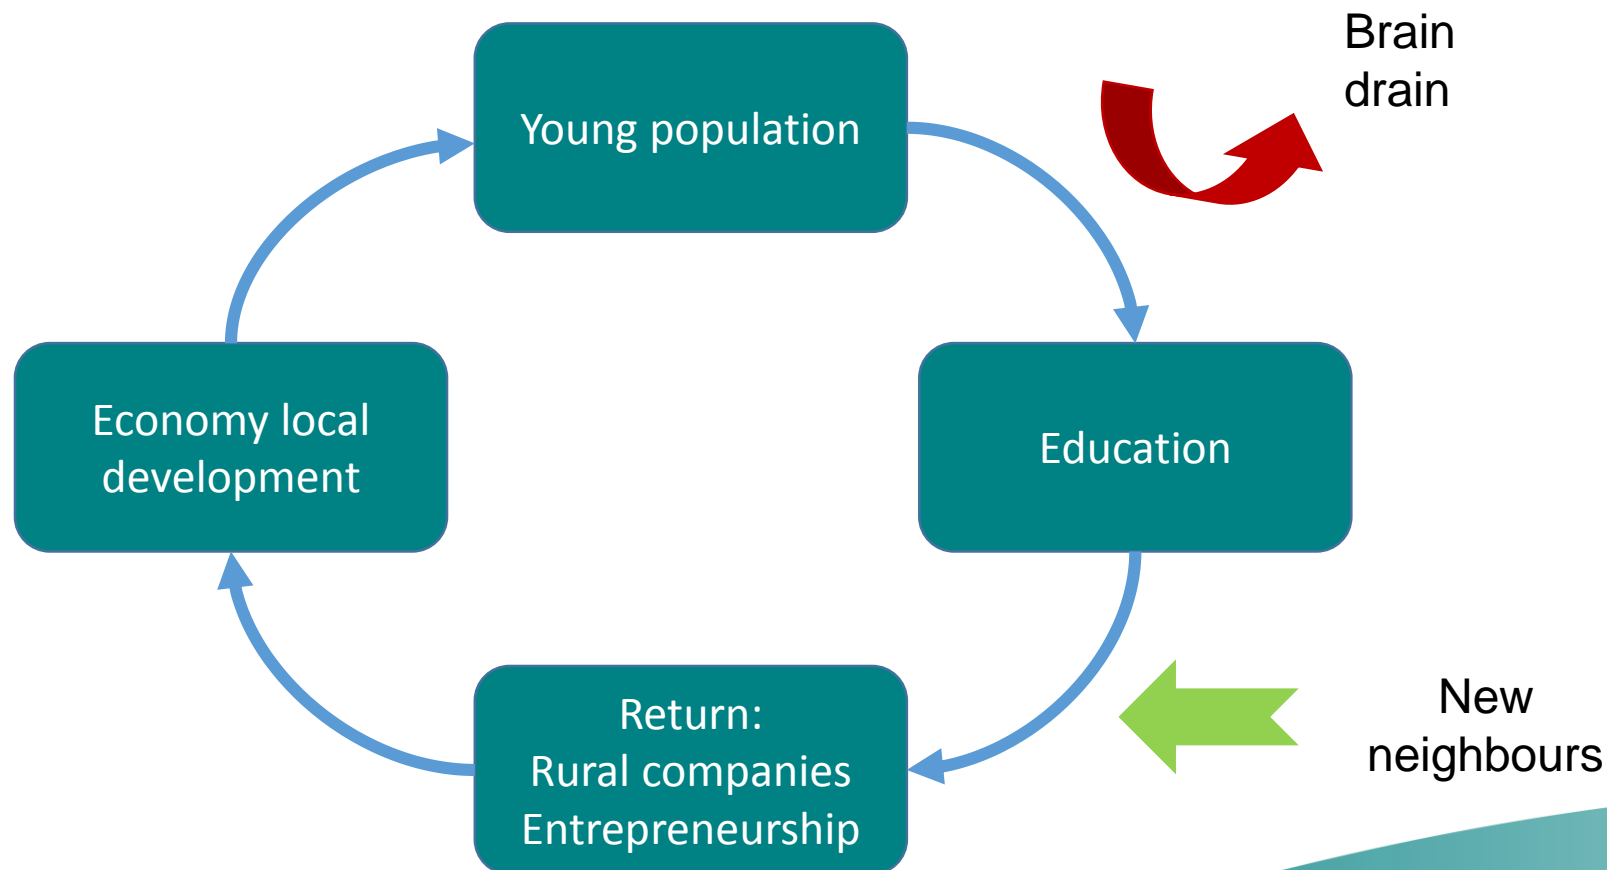 Brain
drain
Young population
Economy local
development
Education
Return:
Rural companies
Entrepreneurship
New
neighbours